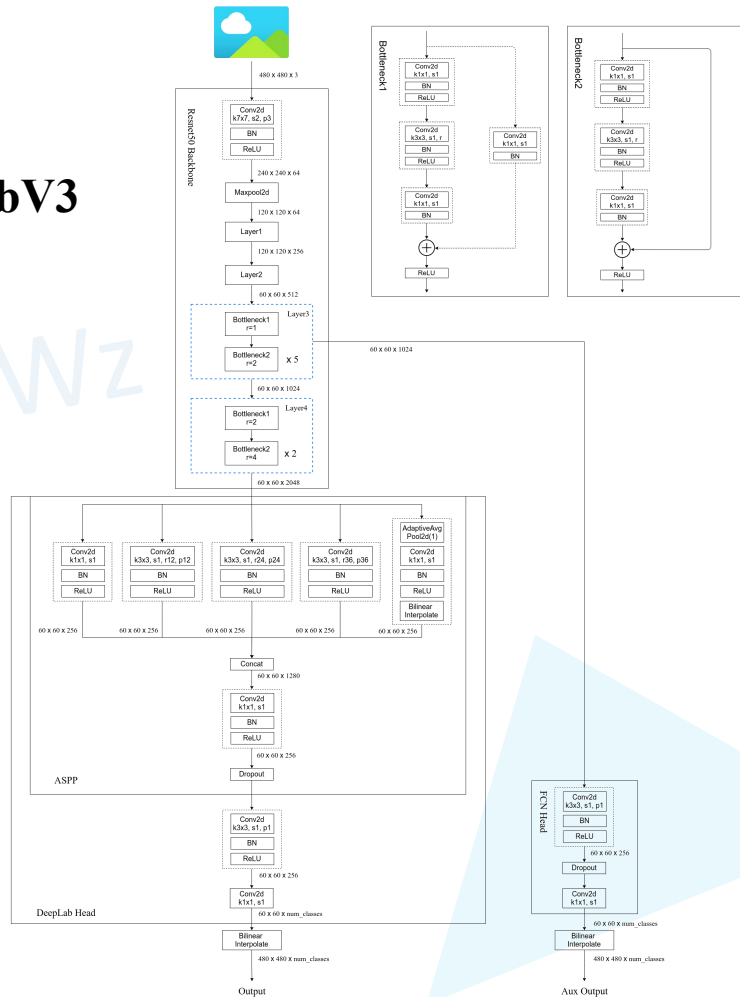 bV3
Wz
480 x 480 x 3
Resnet50 Backbone
Conv2d
k7x7, s2, p3
BN
ReLU
240 x 240 x 64
Maxpool2d
120 x 120 x 64
Layer1
120 x 120 x 256
Layer2
60 x 60 x 512
Layer3
Bottleneck1
r=1
Bottleneck2
r=2
x 5
60 x 60 x 1024
60 x 60 x 1024
Layer4
Bottleneck1
r=2
Bottleneck2
r=4
x 2
60 x 60 x 2048
Bottleneck1
Conv2d
k1x1, s1
BN
ReLU
Conv2d
k3x3, s1, r
BN
ReLU
Conv2d
k1x1, s1
BN
Conv2d
k1x1, s1
BN
ReLU
Bottleneck2
Conv2d
k1x1, s1
BN
ReLU
Conv2d
k3x3, s1, r
BN
ReLU
Conv2d
k1x1, s1
BN
ReLU
Conv2d
k1x1, s1
BN
ReLU
60 x 60 x 256
Conv2d
k3x3, s1, r12, p12
BN
ReLU
60 x 60 x 256
Conv2d
k3x3, s1, r24, p24
BN
ReLU
60 x 60 x 256
Conv2d
k3x3, s1, r36, p36
BN
ReLU
60 x 60 x 256
AdaptiveAvg
Pool2d(1)
Conv2d
k1x1, s1
BN
ReLU
Bilinear
Interpolate
60 x 60 x 256
Concat
60 x 60 x 1280
Conv2d
k1x1, s1
BN
ReLU
60 x 60 x 256
Dropout
ASPP
Conv2d
k3x3, s1, p1
BN
ReLU
60 x 60 x 256
Conv2d
k1x1, s1
DeepLab Head
60 x 60 x num_classes
Bilinear
Interpolate
480 x 480 x num_classes
Output
FCN Head
Conv2d
k3x3, s1, p1
BN
ReLU
60 x 60 x 256
Dropout
Conv2d
k1x1, s1
60 x 60 x num_classes
Bilinear
Interpolate
480 x 480 x num_classes
Aux Output